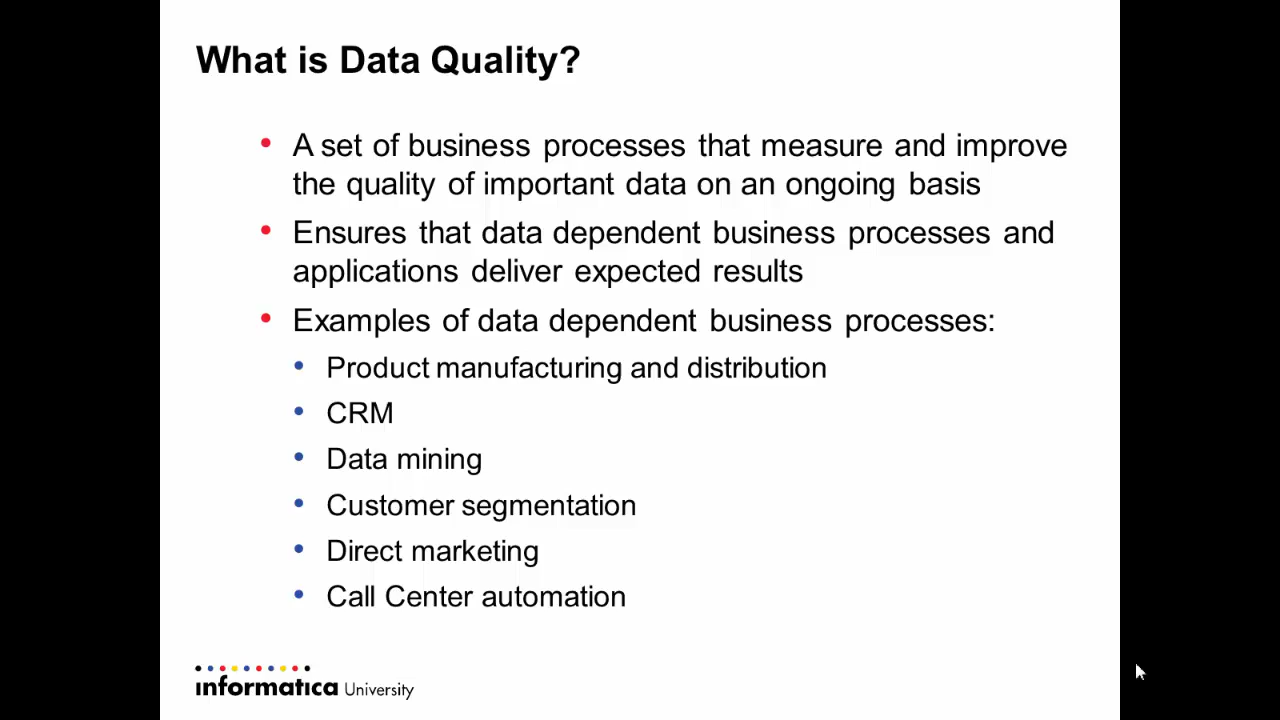 What is Data Quality?
• A set of business processes that measure and improve
the quality of important data on an ongoing basis
• Ensures that data dependent business processes and
applications deliver expected results
• Examples of data dependent business processes:
• Product manufacturing and distribution
• CRM
• Data mining
• Customer segmentation
• Direct marketing
• Call Center automation
informatica University